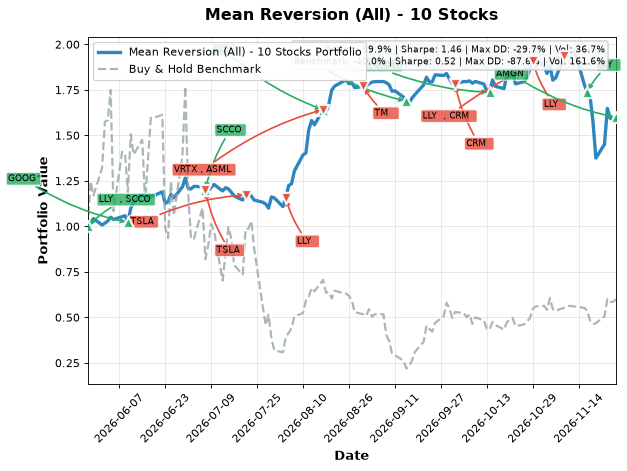 Mean Reversion (All) - 10 Stocks
Mean Reversion (All) - 10 Stocks Portfolio
Buy & Hold Benchmark
9.9% | Sharpe: 1.46 | Max DD: -29.7% | Vol: 36.7%
Sharpe: 0.52 | Max DD: -87.6% | Vol: 161.6%
AMGN
LLY
TM
LLY , CRM
CRM
SCCO
VRTX , ASML
GOOG
LLY , SCCO
TSLA
TSLA
LLY
Portfolio Value
2.00
1.75
1.50
1.25
1.00
0.75
0.50
0.25
2026-06-07
2026-06-23
2026-07-09
2026-07-25
2026-08-10
2026-08-26
2026-09-11
2026-09-27
2026-10-13
2026-10-29
2026-11-14
Date